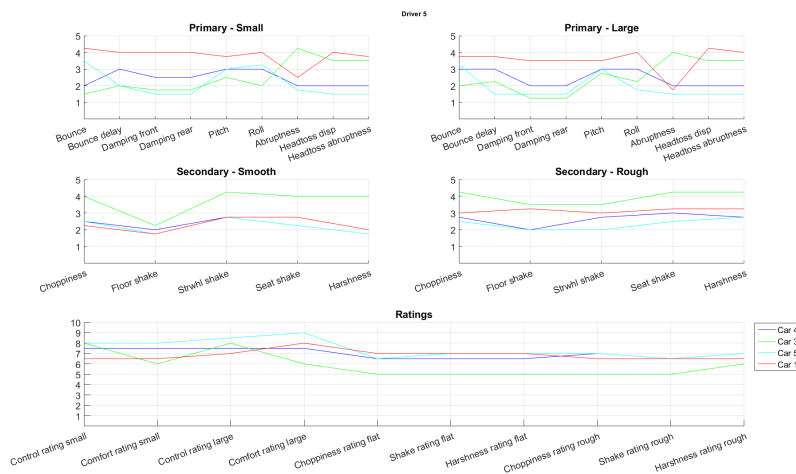 Driver 5
Primary - Small
5
4
3
2
1
Bounce
Bounce delay
Damping front
Damping rear
Pitch
Roll
Abruptness
Headtoss disp
Headtoss abruptness
Primary - Large
5
4
3
2
1
Bounce
Bounce delay
Damping front
Damping rear
Pitch
Roll
Abruptness
Headtoss disp
Headtoss abruptness
Secondary - Smooth
5
4
3
2
1
Choppiness
Floor shake
Strwhl shake
Seat shake
Harshness
Secondary - Rough
5
4
3
2
1
Choppiness
Floor shake
Strwhl shake
Seat shake
Harshness
Ratings
10
9
8
7
6
5
4
3
2
1
Control rating small
Comfort rating small
Control rating large
Comfort rating large
Choppiness rating flat
Shake rating flat
Harshness rating flat
Choppiness rating rough
Shake rating rough
Harshness rating rough
Car 4
Car 3
Car 5
Car 1